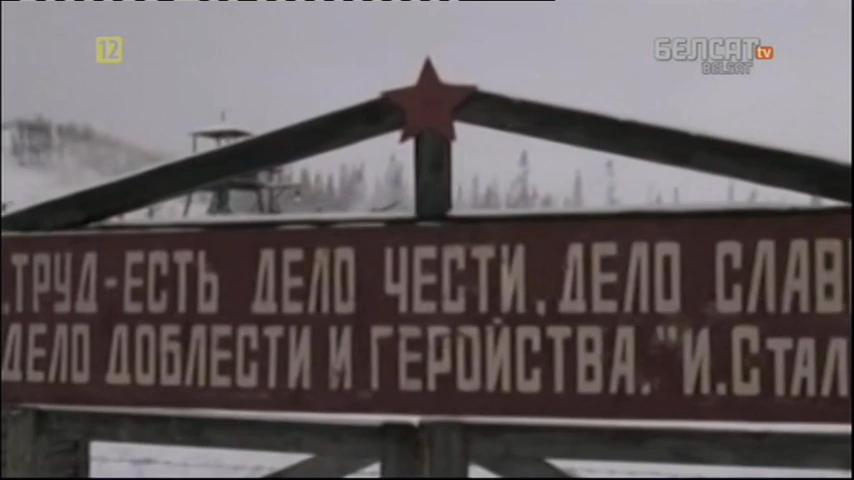 12
БЕЛСАТ tv
BELSAT
„ТРУД-ЕСТЬ ДЕЛО ЧЕСТИ, ДЕЛО СЛАВ
ДЕЛО ДОБЛЕСТИ И ГЕРОЙСТВА." И.Стал